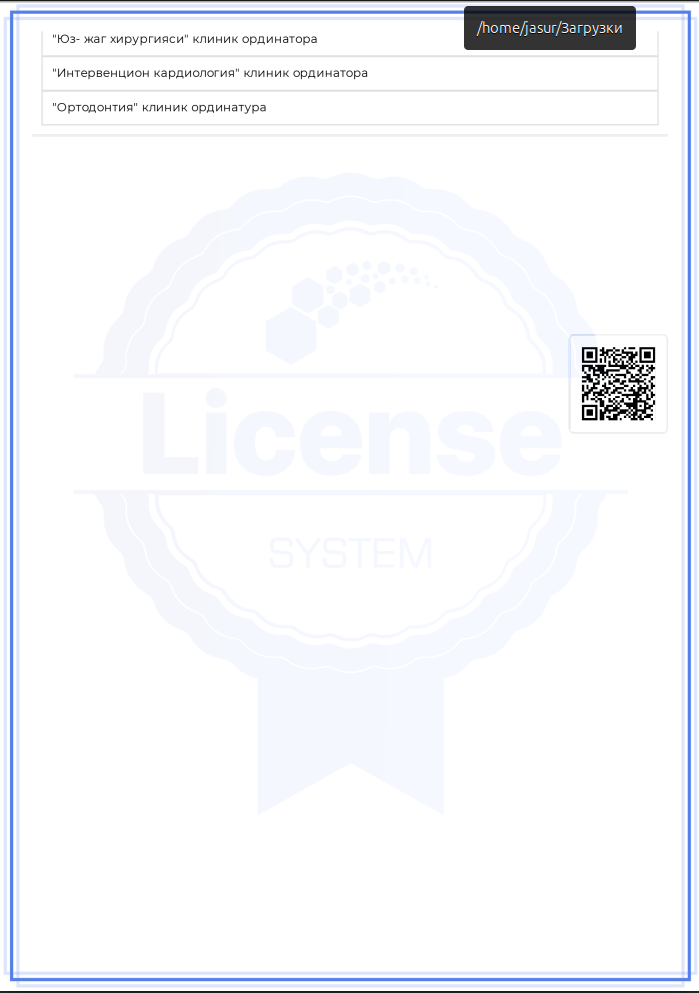 /home/jasur/Загрузки
"Юз- жаг хирургияси" клиник ординатора
"Интервенцион кардиология" клиник ординатора
"Ортодонтия" клиник ординатура
License
SYSTEM